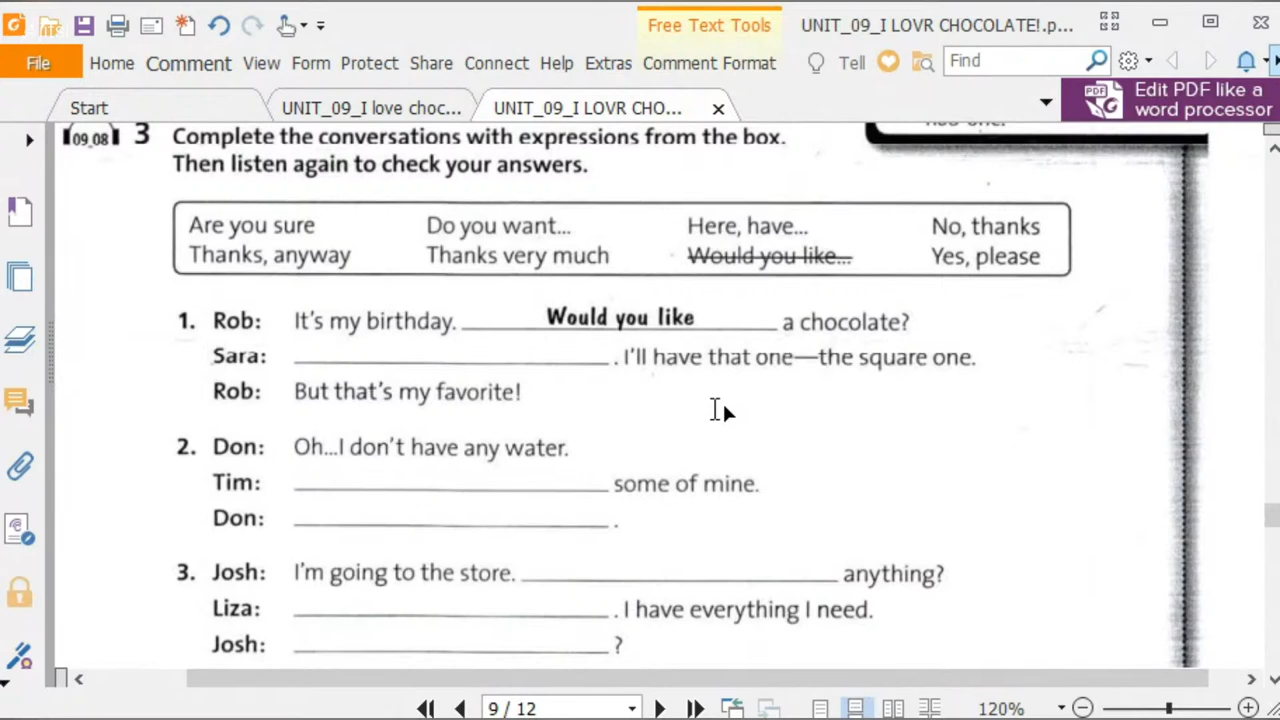 Free Text Tools
UNIT_09_I LOVR CHOCOLATE!.p...
File Home Comment View Form Protect Share Connect Help Extras Comment Format Tell Find
Start UNIT_09_I love choc... UNIT_09_I LOVR CHO... Edit PDF like a
word processor
09_08 3 Complete the conversations with expressions from the box.
Then listen again to check your answers.
Are you sure Do you want... Here, have... No, thanks
Thanks, anyway Thanks very much Would you like... Yes, please
1. Rob: It's my birthday. Would you like a chocolate?
Sara: . I'll have that one—the square one.
Rob: But that's my favorite!
2. Don: Oh...I don't have any water.
Tim: some of mine.
Don: .
3. Josh: I'm going to the store. anything?
Liza: . I have everything I need.
Josh: ?
9 / 12 120%